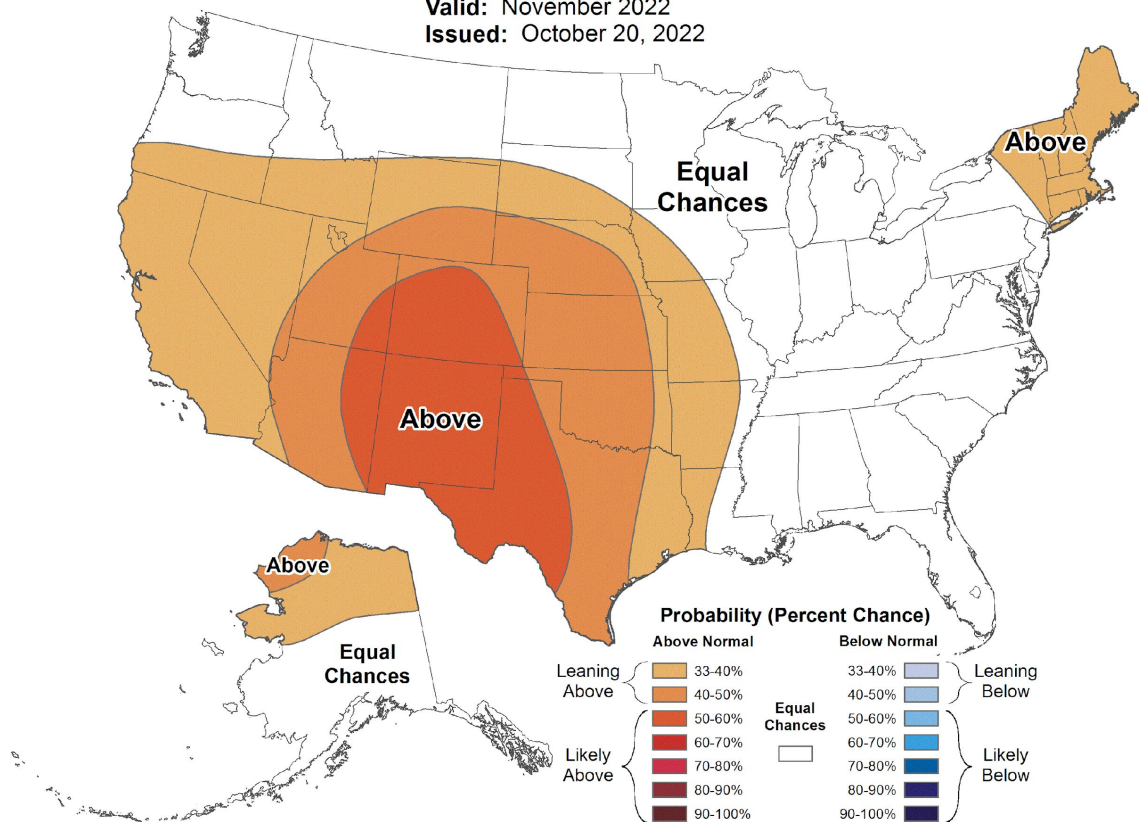 Valid: November 2022
Issued: October 20, 2022
Above
Equal
Chances
Above
Above
Equal
Chances
Probability (Percent Chance)
Above Normal
Below Normal
Leaning
Above
33-40%
40-50%
Likely
Above
50-60%
60-70%
70-80%
80-90%
90-100%
Equal
Chances
33-40%
40-50%
Leaning
Below
50-60%
60-70%
70-80%
80-90%
90-100%
Likely
Below